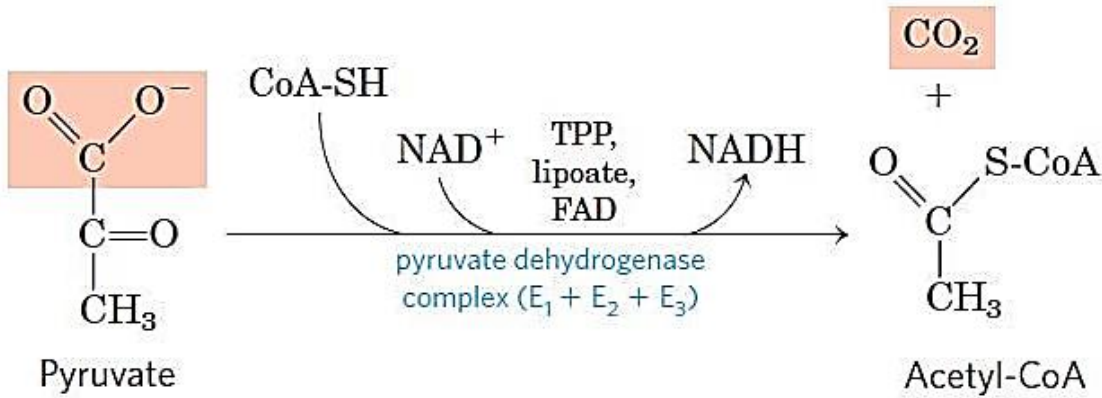 CO₂
+
O O⁻
C
C=O
CH₃
Pyruvate
CoA-SH
NAD⁺
TPP,
lipoate,
FAD
NADH
pyruvate dehydrogenase
complex (E₁ + E₂ + E₃)
O S-CoA
C
CH₃
Acetyl-CoA